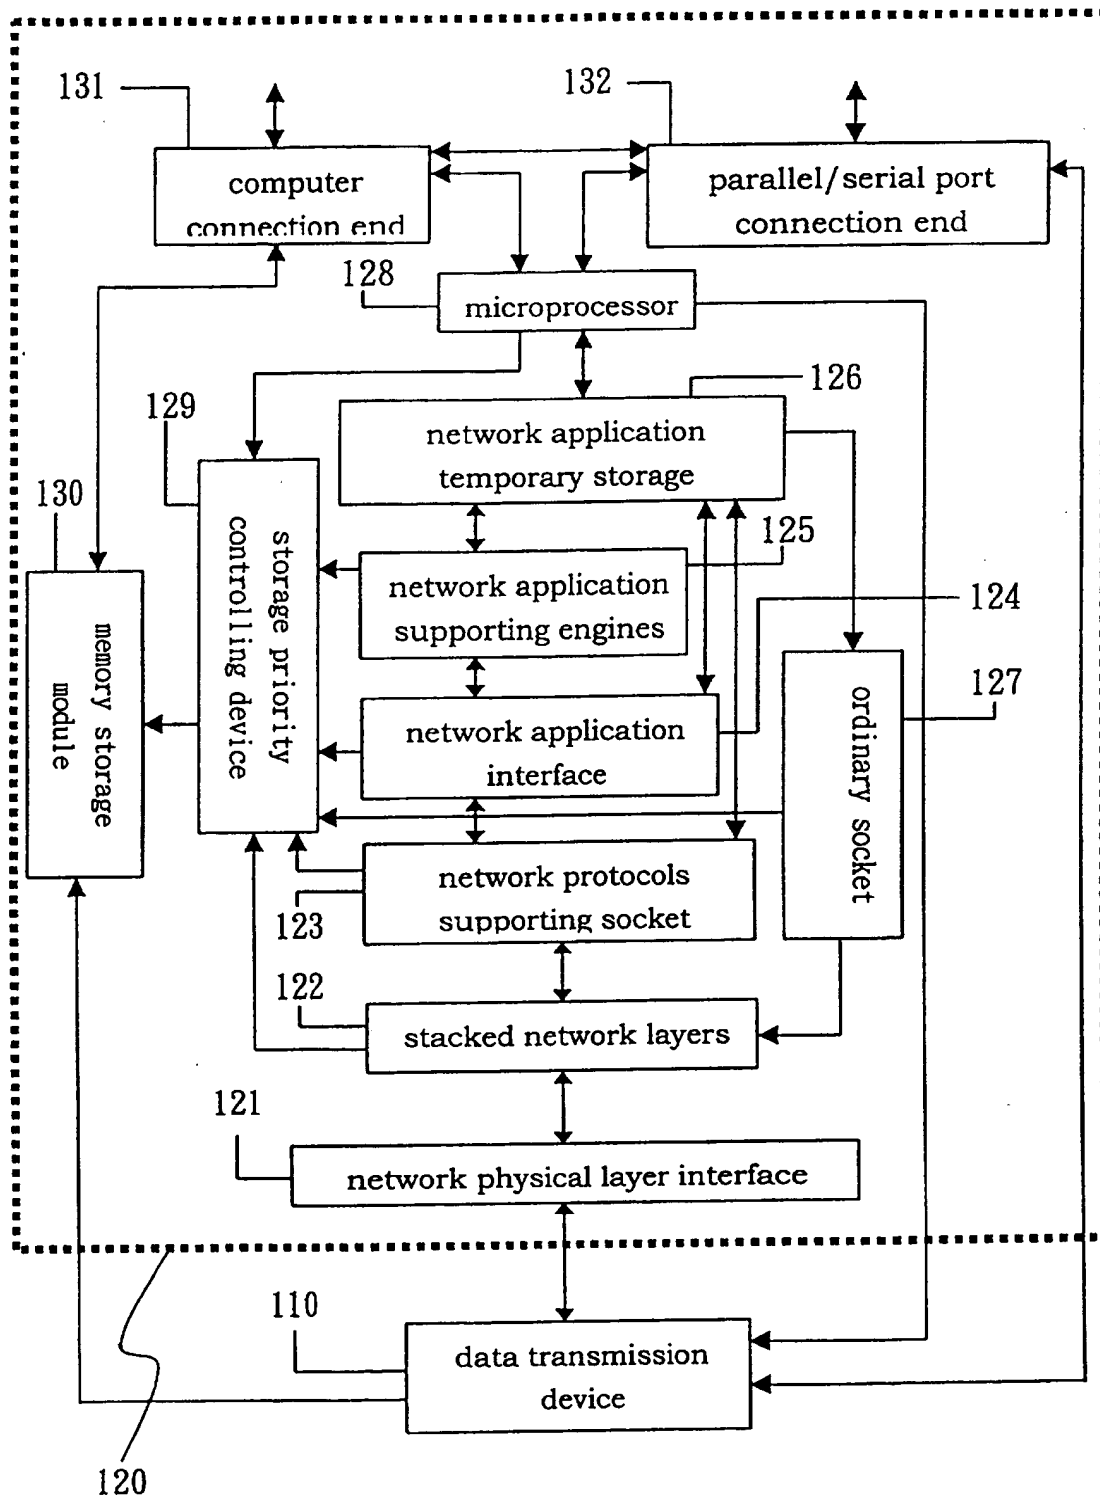 131
132
computer
connection end
parallel/serial port
connection end
128
microprocessor
126
129
network application
temporary storage
130
storage priority
controlling device
125
network application
supporting engines
124
memory storage
module
ordinary socket
127
network application
interface
network protocols
supporting socket
123
122
stacked network layers
121
network physical layer interface
110
data transmission
device
120